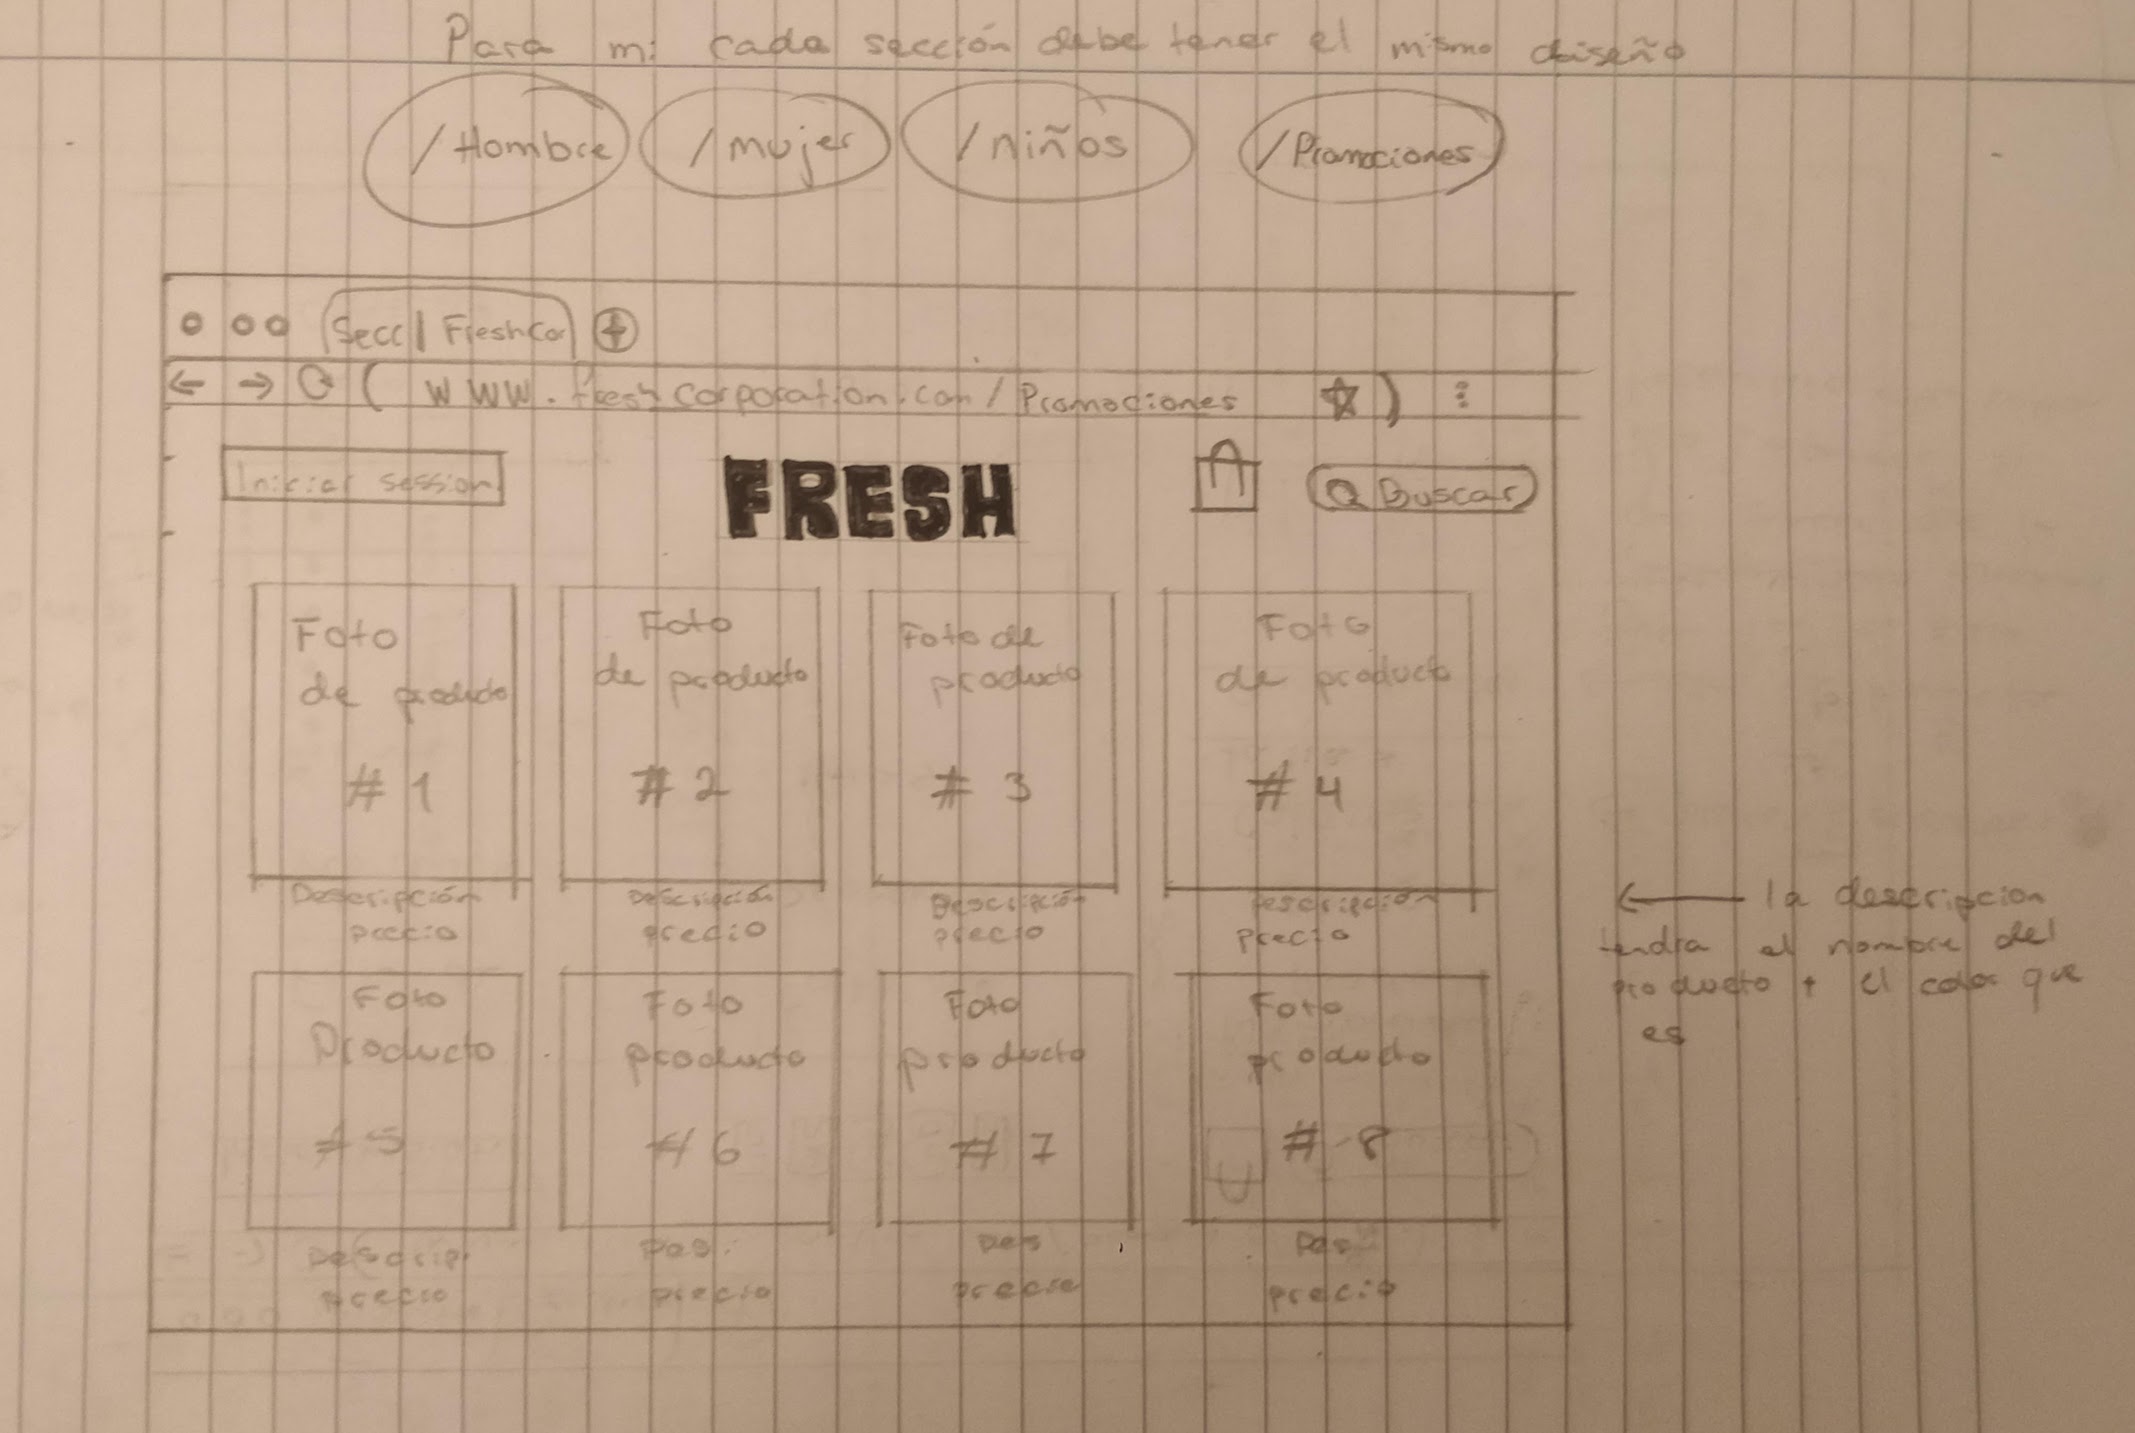 Para mi cada sección debe tener el mismo diseño
/Hombre /mujer /niños /Promociones
Secc | FreshCor
www.freshcorporation.com/Promociones
Iniciar session FRESH Buscar
Foto
de producto
#1
Descripción
precio
Foto
de producto
#2
Descripción
precio
Foto de
producto
# 3
Descripción
precio
Foto
de producto
# 4
Descripción
precio
la descripcion
tendra el nombre del
producto + el color que
es
Foto
Producto
#5
Descrip.
precio
Foto
producto
#6
Des.
precio
Foto
producto
# 7
Des
precio
Foto
producto
# 8
Des
precio